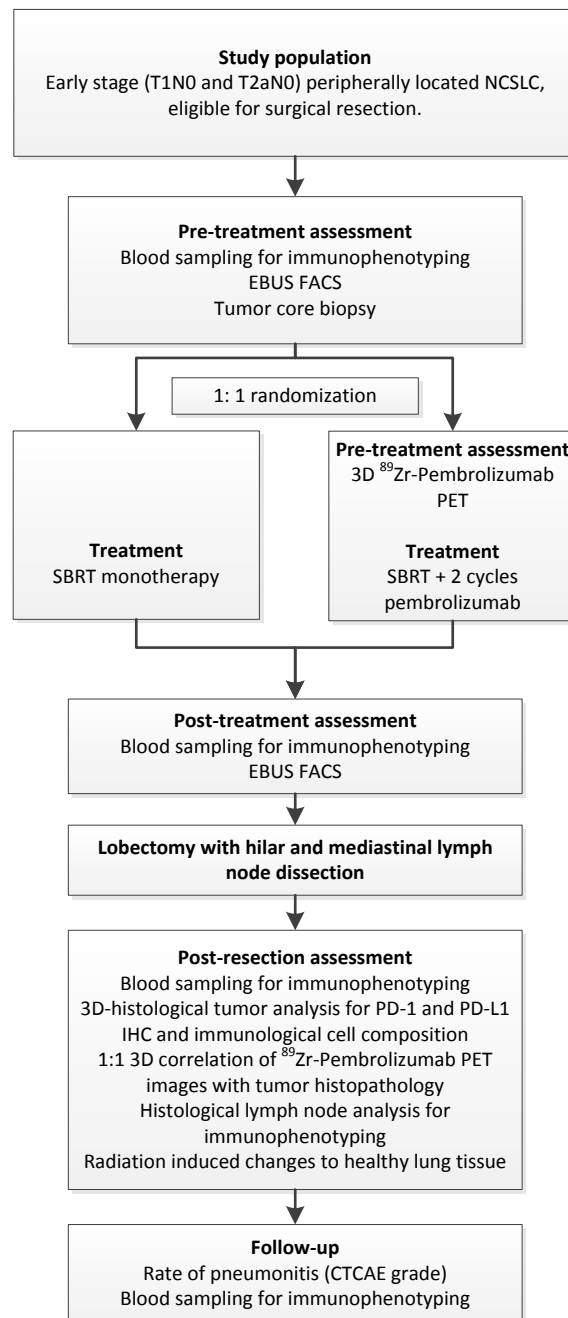 Study population
Early stage (T1N0 and T2aN0) peripherally located NCSLC,
eligible for surgical resection.
Pre-treatment assessment
Blood sampling for immunophenotyping
EBUS FACS
Tumor core biopsy
1: 1 randomization
Treatment
SBRT monotherapy
Pre-treatment assessment
3D ⁸⁹Zr-Pembrolizumab
PET
Treatment
SBRT + 2 cycles
pembrolizumab
Post-treatment assessment
Blood sampling for immunophenotyping
EBUS FACS
Lobectomy with hilar and mediastinal lymph
node dissection
Post-resection assessment
Blood sampling for immunophenotyping
3D-histological tumor analysis for PD-1 and PD-L1
IHC and immunological cell composition
1:1 3D correlation of ⁸⁹Zr-Pembrolizumab PET
images with tumor histopathology
Histological lymph node analysis for
immunophenotyping
Radiation induced changes to healthy lung tissue
Follow-up
Rate of pneumonitis (CTCAE grade)
Blood sampling for immunophenotyping